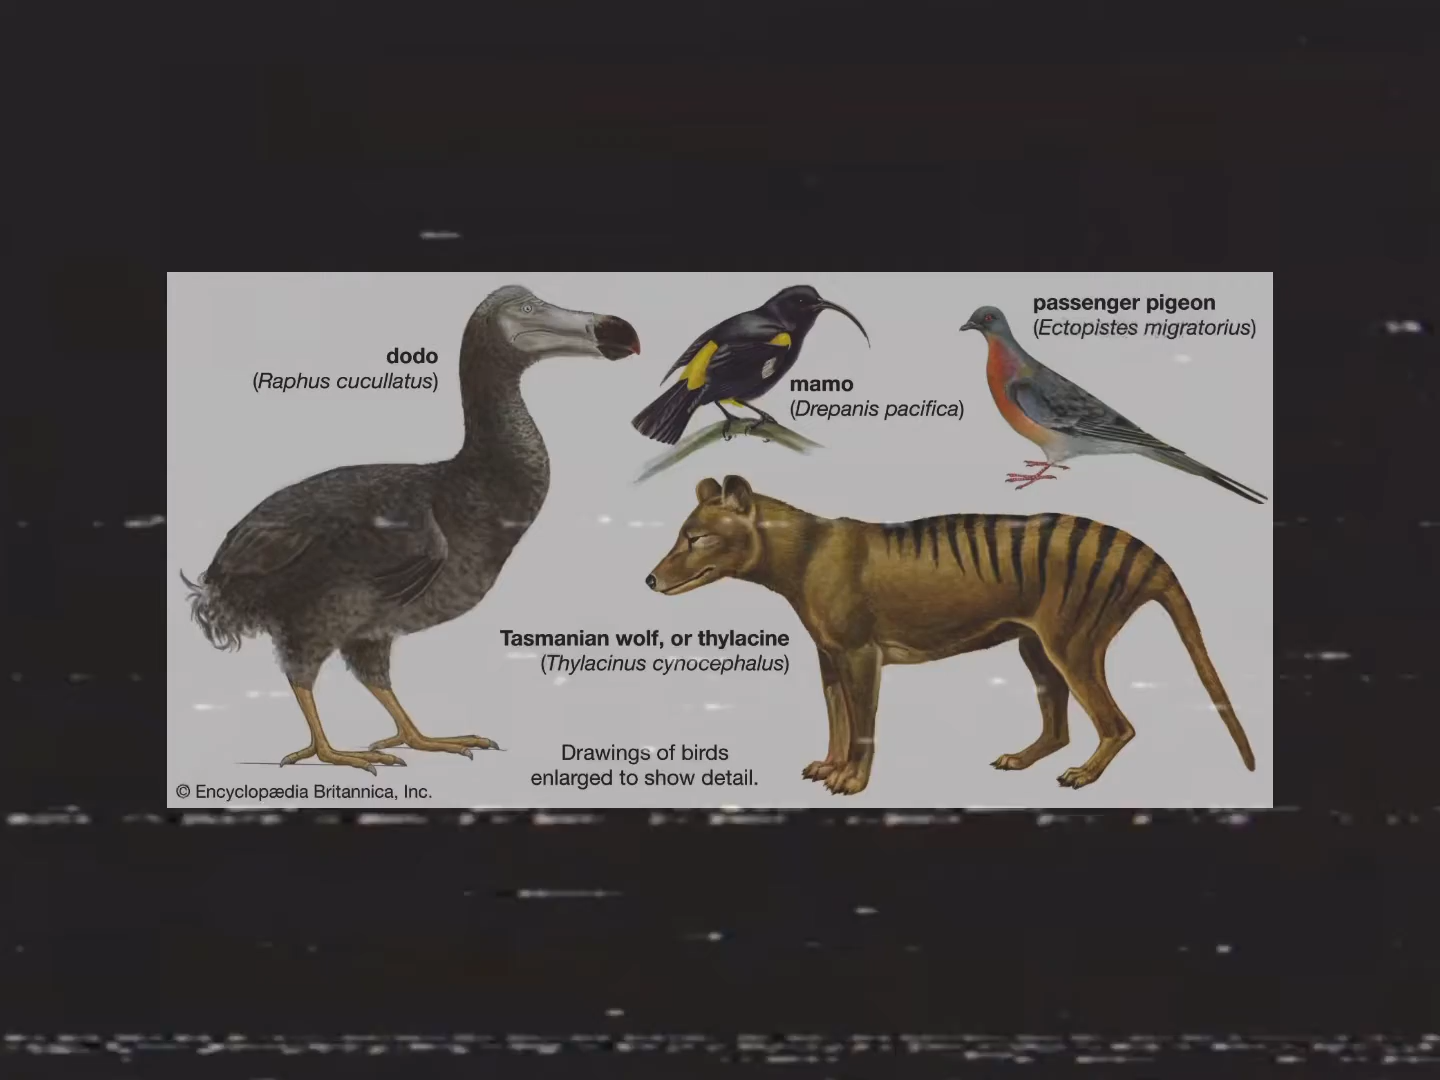 dodo
(Raphus cucullatus)
mamo
(Drepanis pacifica)
passenger pigeon
(Ectopistes migratorius)
Tasmanian wolf, or thylacine
(Thylacinus cynocephalus)
Drawings of birds
enlarged to show detail.
© Encyclopædia Britannica, Inc.